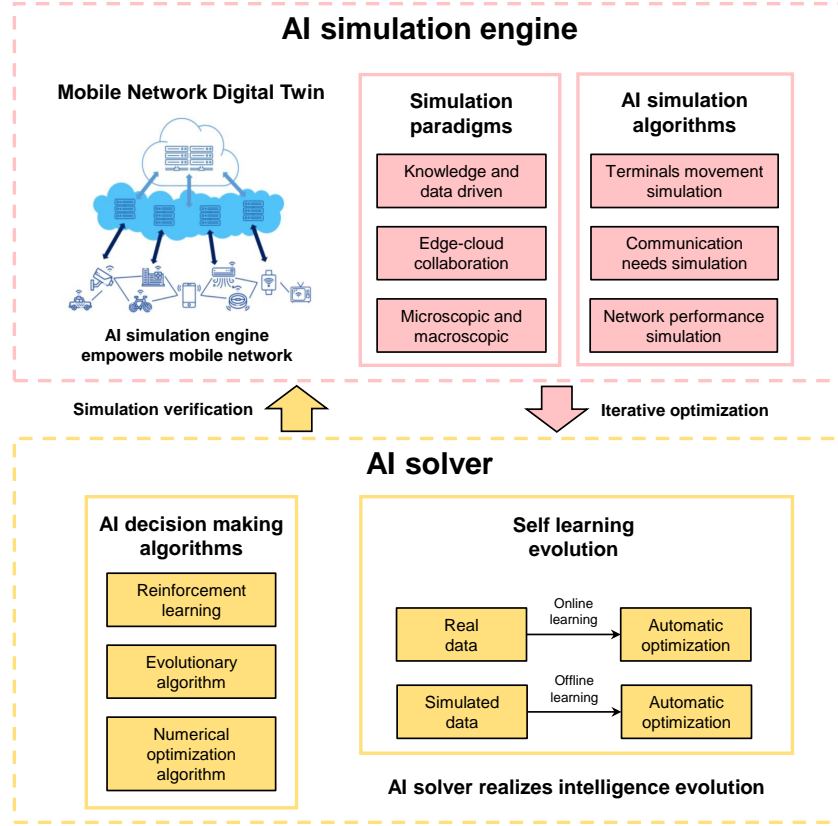 AI simulation engine
Mobile Network Digital Twin
AI simulation engine
empowers mobile network
Simulation
paradigms
Knowledge and
data driven
Edge-cloud
collaboration
Microscopic and
macroscopic
AI simulation
algorithms
Terminals movement
simulation
Communication
needs simulation
Network performance
simulation
Simulation verification
Iterative optimization
AI solver
AI decision making
algorithms
Reinforcement
learning
Evolutionary
algorithm
Numerical
optimization
algorithm
Self learning
evolution
Real
data
Online
learning
Automatic
optimization
Simulated
data
Offline
learning
Automatic
optimization
AI solver realizes intelligence evolution